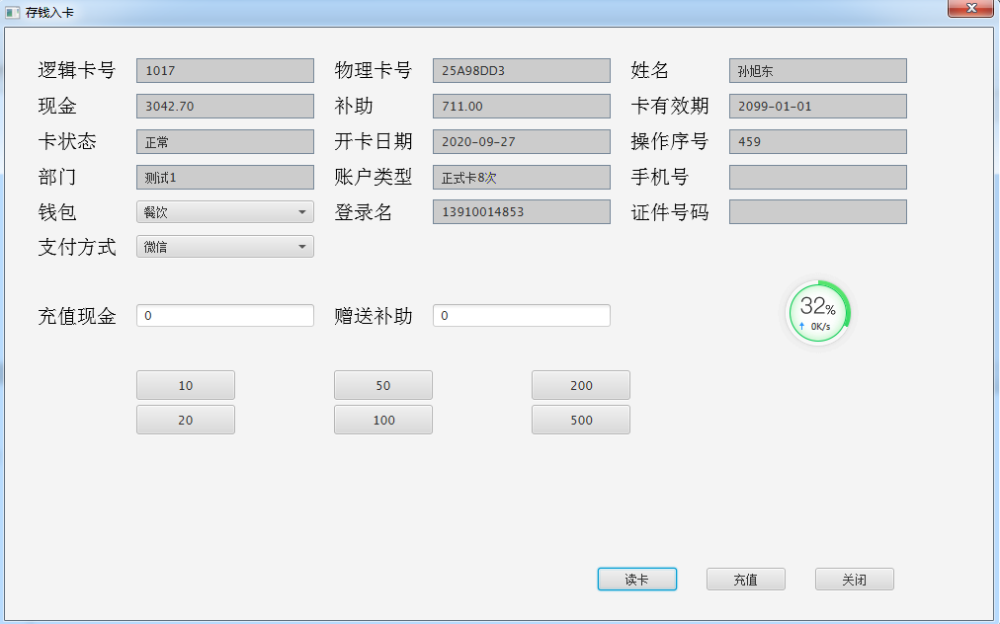 存钱入卡
逻辑卡号 1017 物理卡号 25A98DD3 姓名 孙旭东
现金 3042.70 补助 711.00 卡有效期 2099-01-01
卡状态 正常 开卡日期 2020-09-27 操作序号 459
部门 测试1 账户类型 正式卡8次 手机号
钱包 餐饮 登录名 13910014853 证件号码
支付方式 微信
充值现金 0 赠送补助 0
32%
↑ 0K/s
10 50 200
20 100 500
读卡 充值 关闭